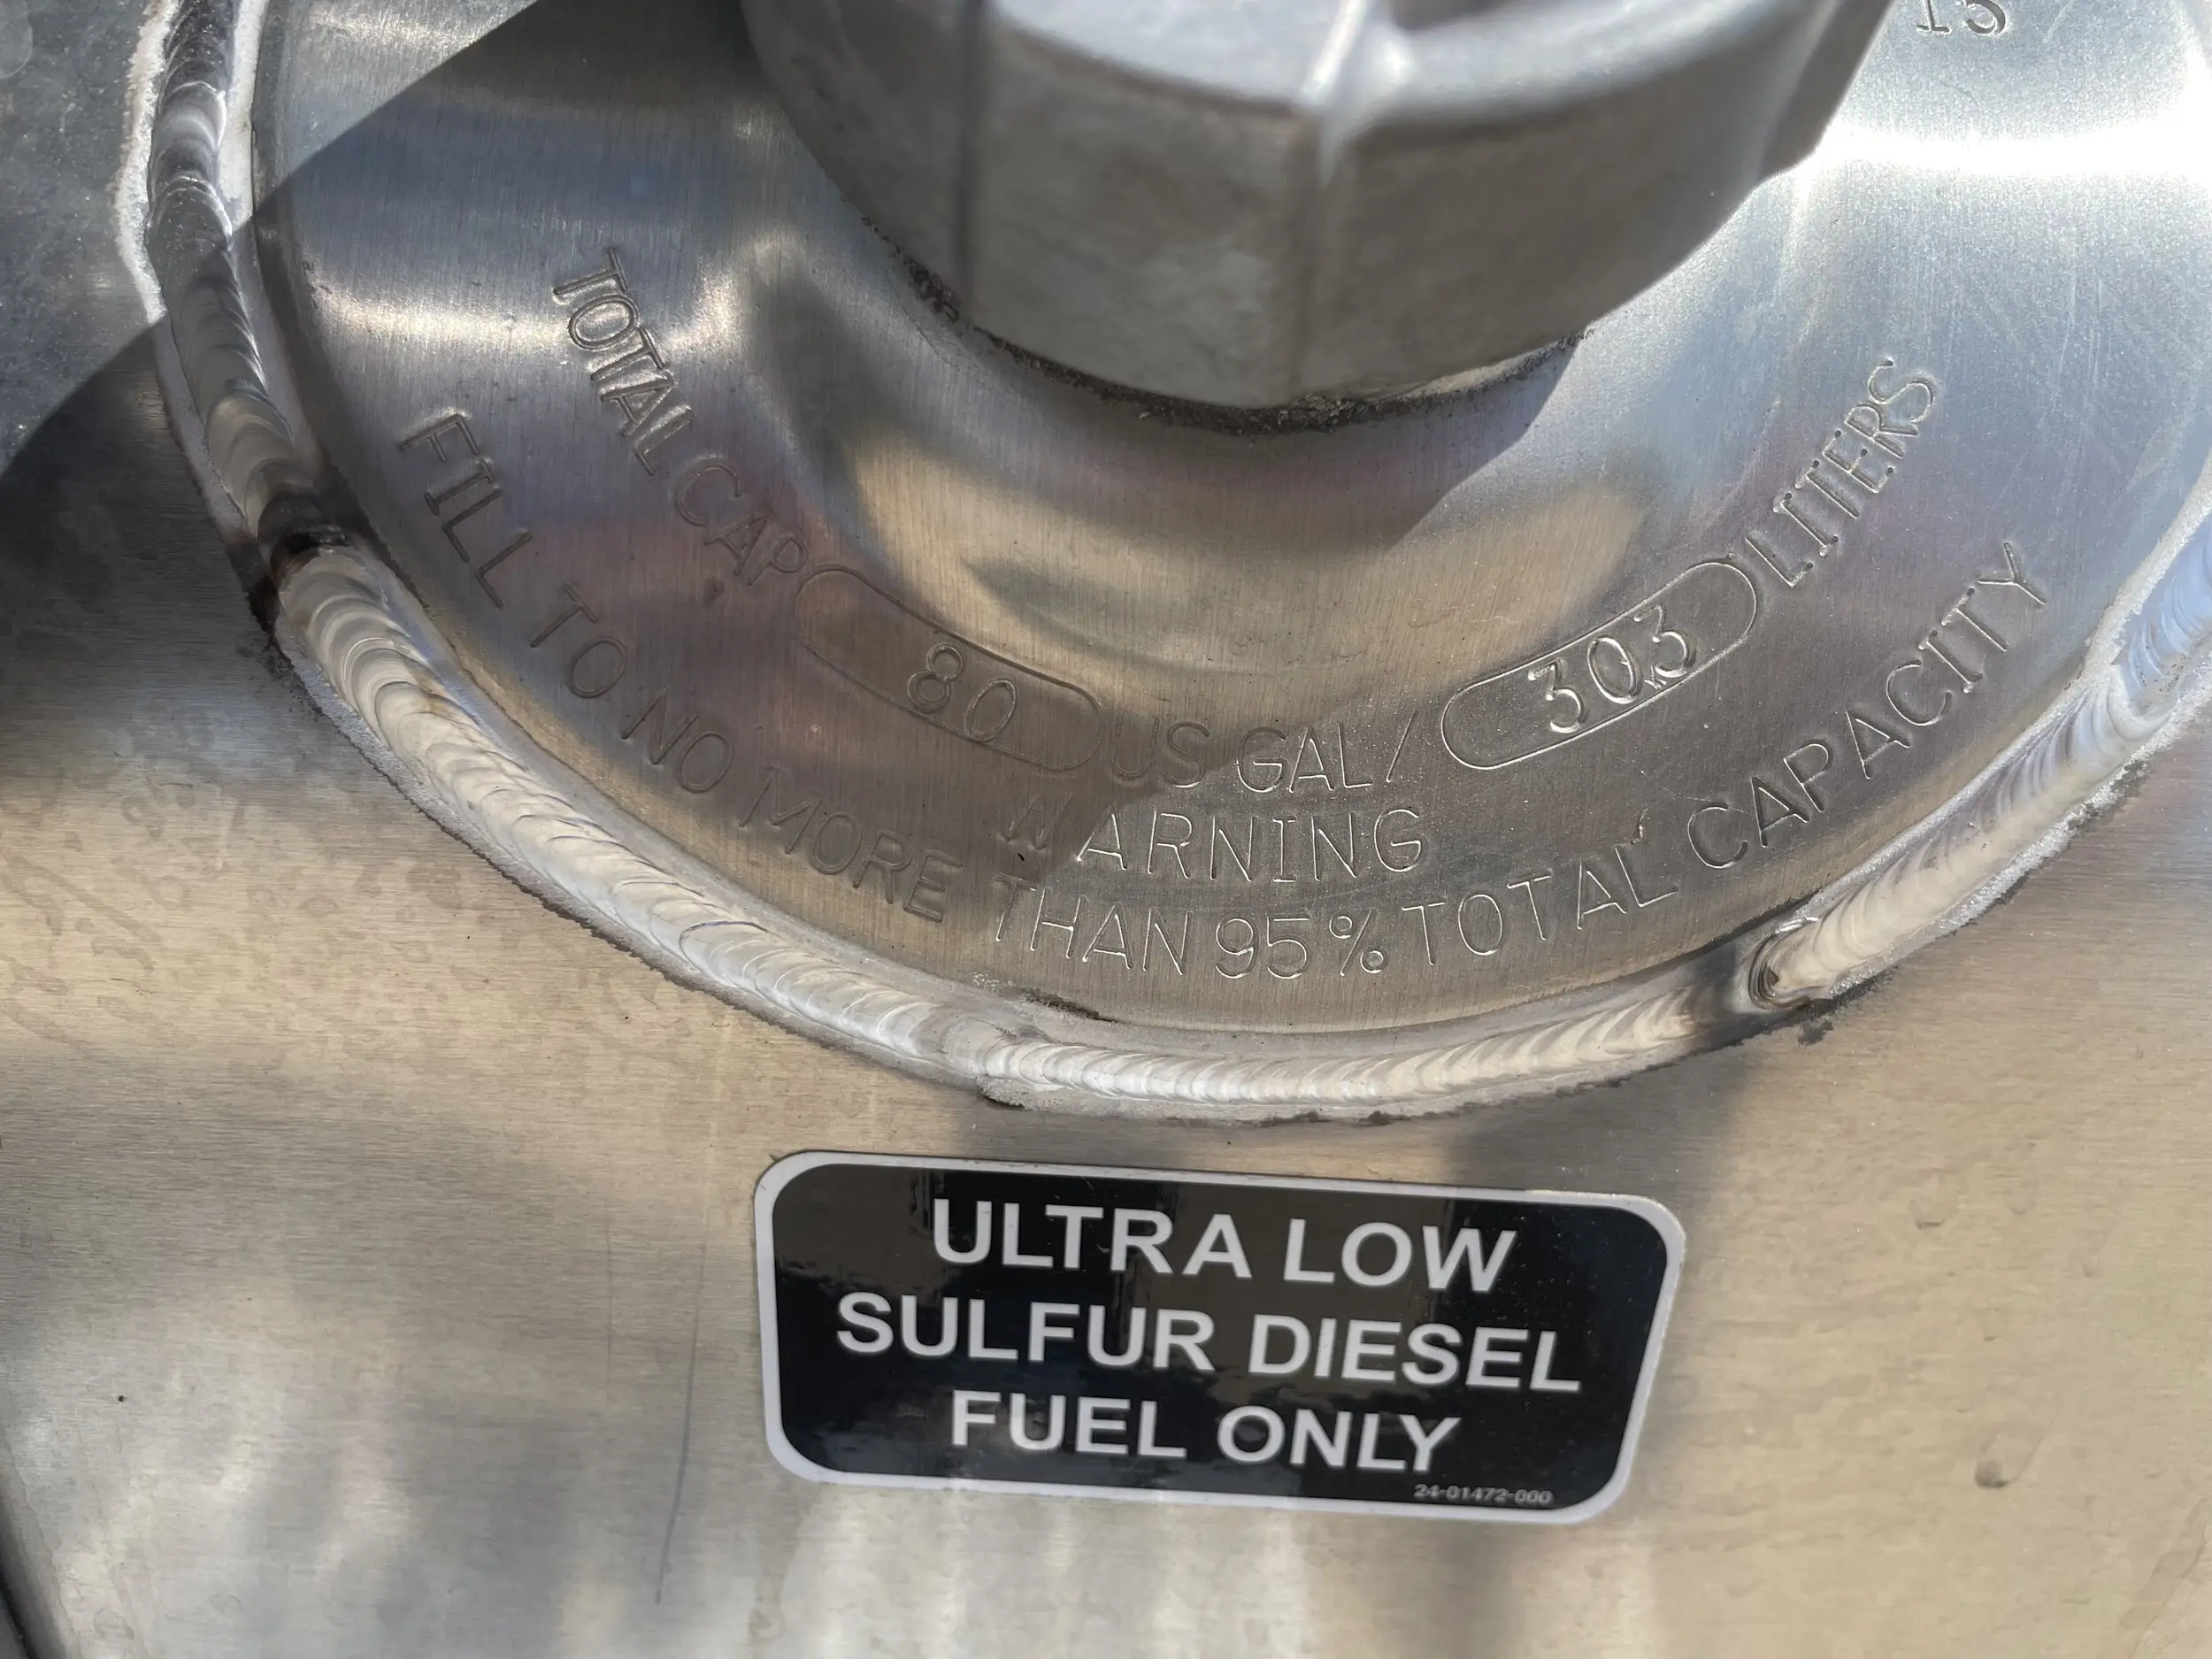 TOTAL CAP. 80 US GAL/ 303 LITERS
WARNING
FILL TO NO MORE THAN 95% TOTAL CAPACITY
ULTRA LOW
SULFUR DIESEL
FUEL ONLY
24-01472-000